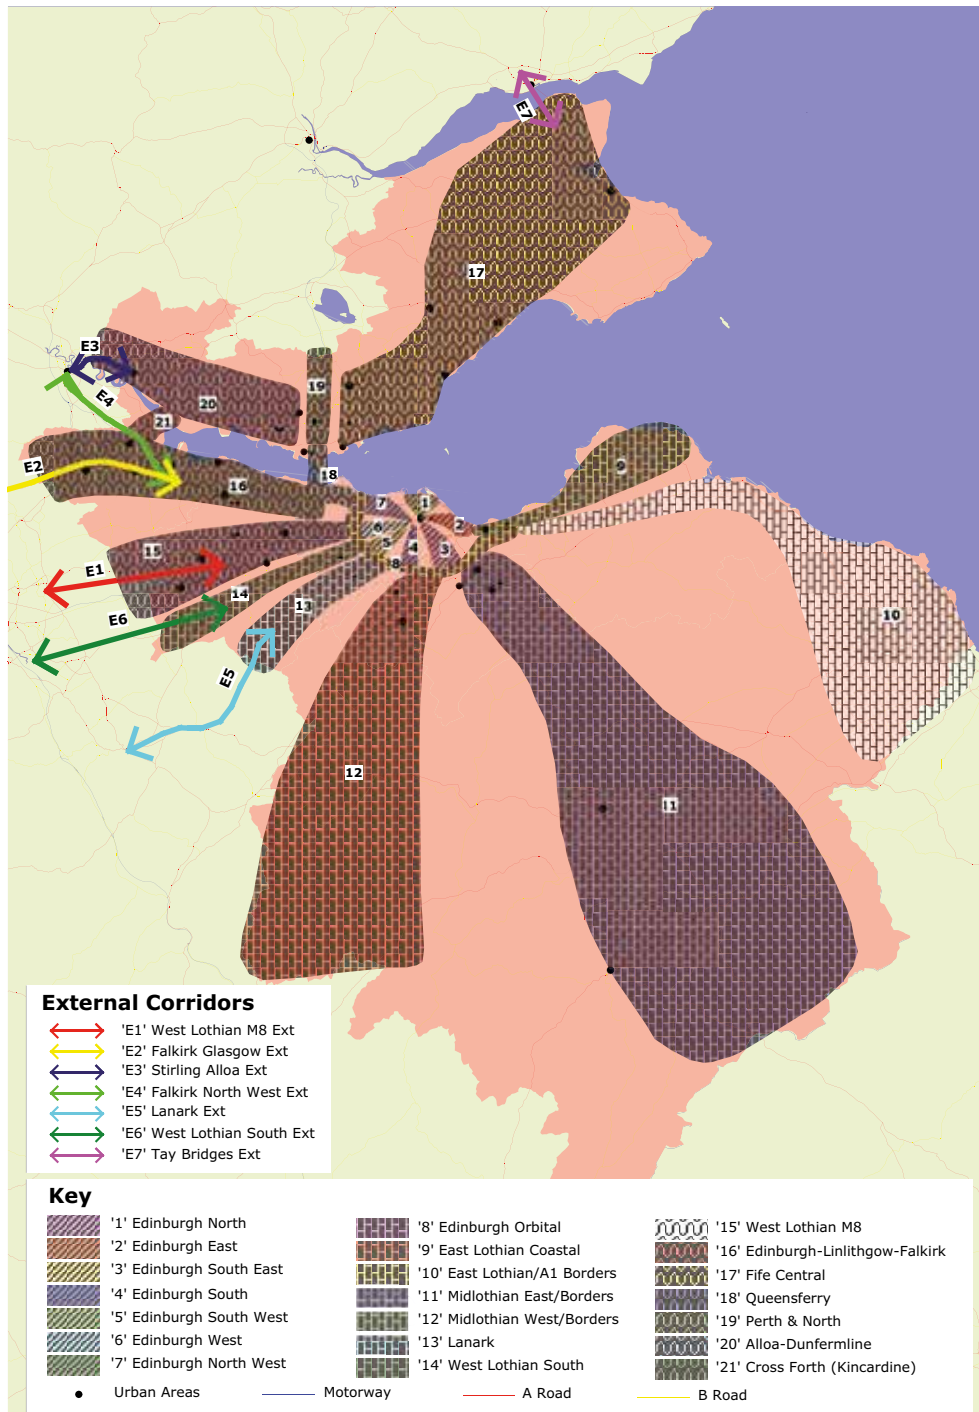 E7
17
E3
E4
19
20
21
E2
18
16
9
7
1
6
2
5
4
3
8
15
E1
14
13
E6
10
E5
12
11
External Corridors
'E1' West Lothian M8 Ext
'E2' Falkirk Glasgow Ext
'E3' Stirling Alloa Ext
'E4' Falkirk North West Ext
'E5' Lanark Ext
'E6' West Lothian South Ext
'E7' Tay Bridges Ext
Key
'1' Edinburgh North
'2' Edinburgh East
'3' Edinburgh South East
'4' Edinburgh South
'5' Edinburgh South West
'6' Edinburgh West
'7' Edinburgh North West
'8' Edinburgh Orbital
'9' East Lothian Coastal
'10' East Lothian/A1 Borders
'11' Midlothian East/Borders
'12' Midlothian West/Borders
'13' Lanark
'14' West Lothian South
'15' West Lothian M8
'16' Edinburgh-Linlithgow-Falkirk
'17' Fife Central
'18' Queensferry
'19' Perth & North
'20' Alloa-Dunfermline
'21' Cross Forth (Kincardine)
Urban Areas
Motorway
A Road
B Road